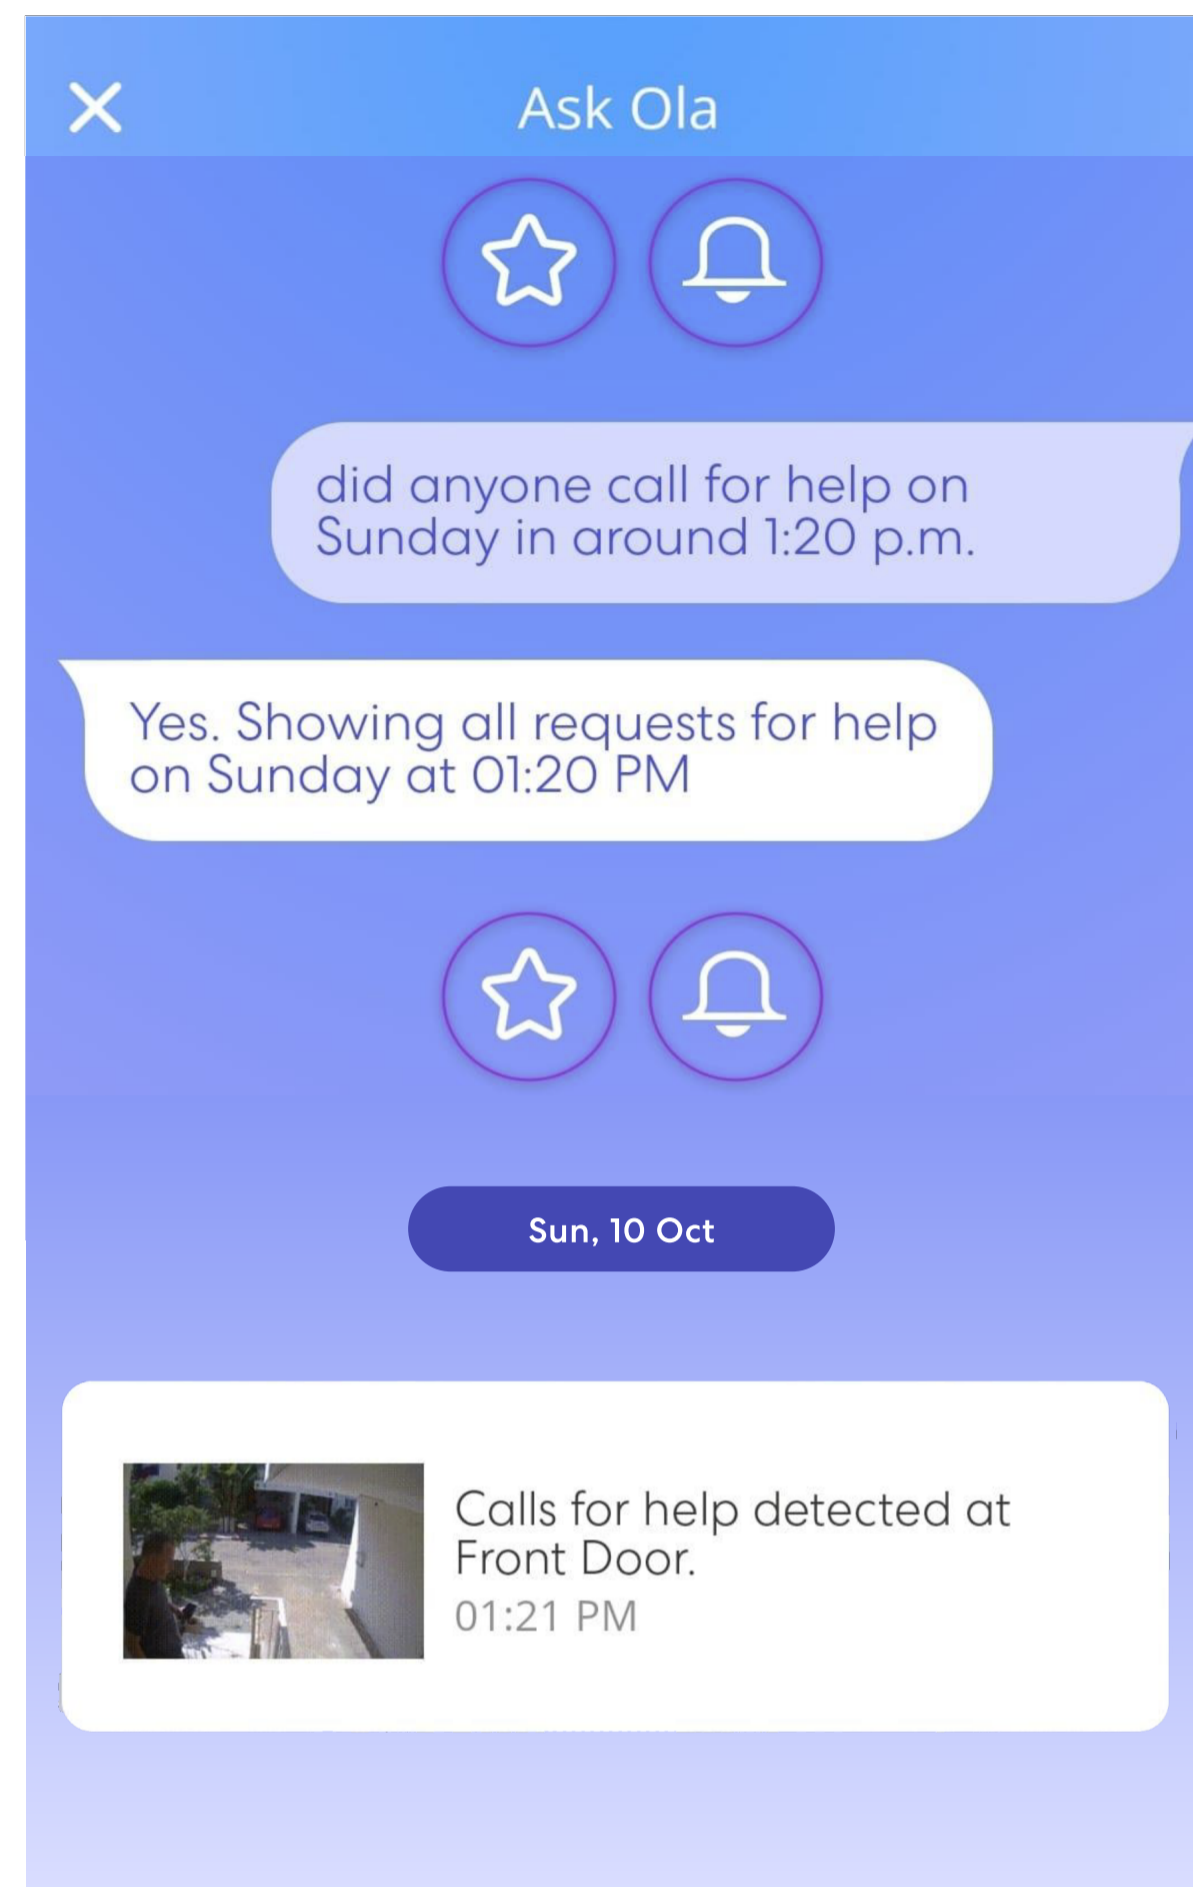 Ask Ola
did anyone call for help on
Sunday in around 1:20 p.m.
Yes. Showing all requests for help
on Sunday at 01:20 PM
Sun, 10 Oct
Calls for help detected at
Front Door.
01:21 PM